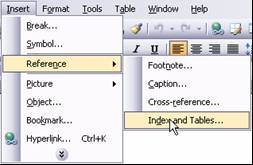 Insert Format Tools Table Window Help
Break...
Symbol...
Reference
Picture
Object...
Bookmark...
Hyperlink... Ctrl+K
Footnote...
Caption...
Cross-reference...
Index and Tables...
I U